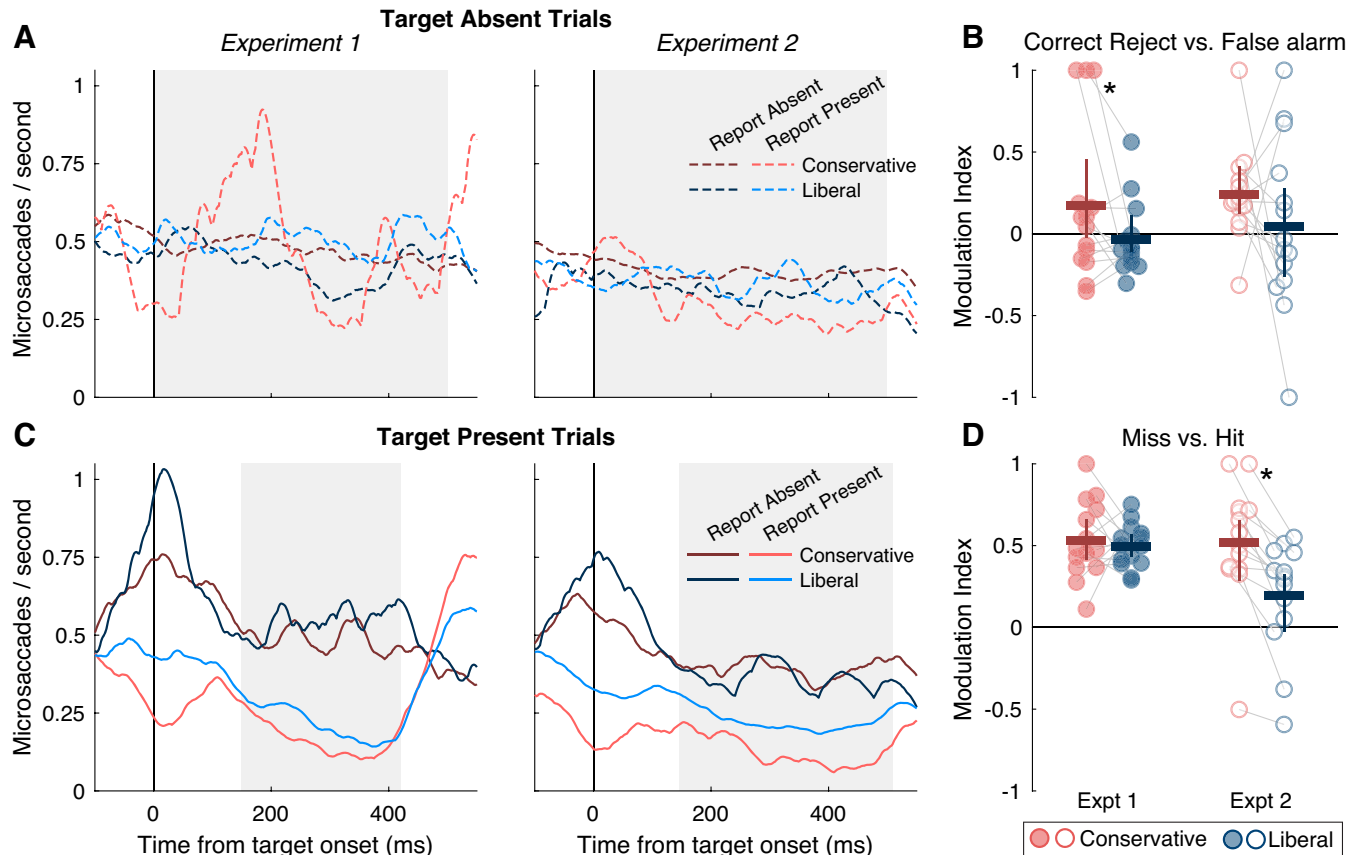 Target Absent Trials
A
Experiment 1
Experiment 2
B
Correct Reject vs. False alarm
Microsaccades / second
1
0.75
0.5
0.25
0
Report Absent
Report Present
Conservative
Liberal
Modulation Index
1
0.5
0
-0.5
-1
*
C
Target Present Trials
D
Miss vs. Hit
Microsaccades / second
1
0.75
0.5
0.25
0
0
200
400
Time from target onset (ms)
Report Absent
Report Present
Conservative
Liberal
0
200
400
Time from target onset (ms)
Modulation Index
1
0.5
0
-0.5
-1
*
Expt 1
Expt 2
Conservative
Liberal